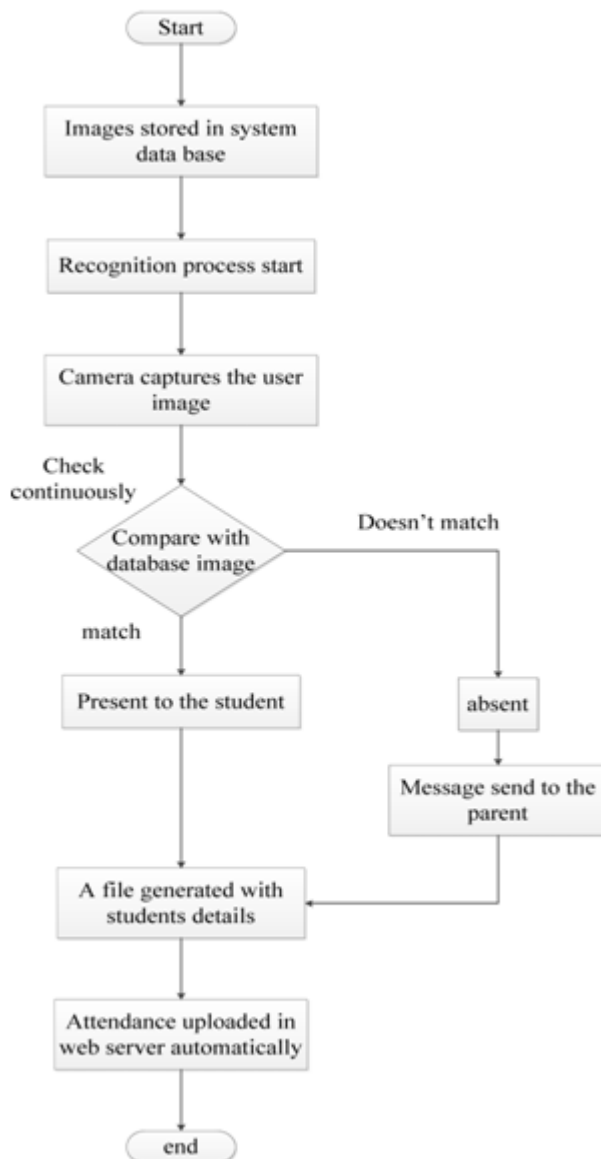 Start
Images stored in system
data base
Recognition process start
Camera captures the user
image
Check
continuously
Compare with
database image
Doesn't match
match
Present to the student
absent
Message send to the
parent
A file generated with
students details
Attendance uploaded in
web server automatically
end